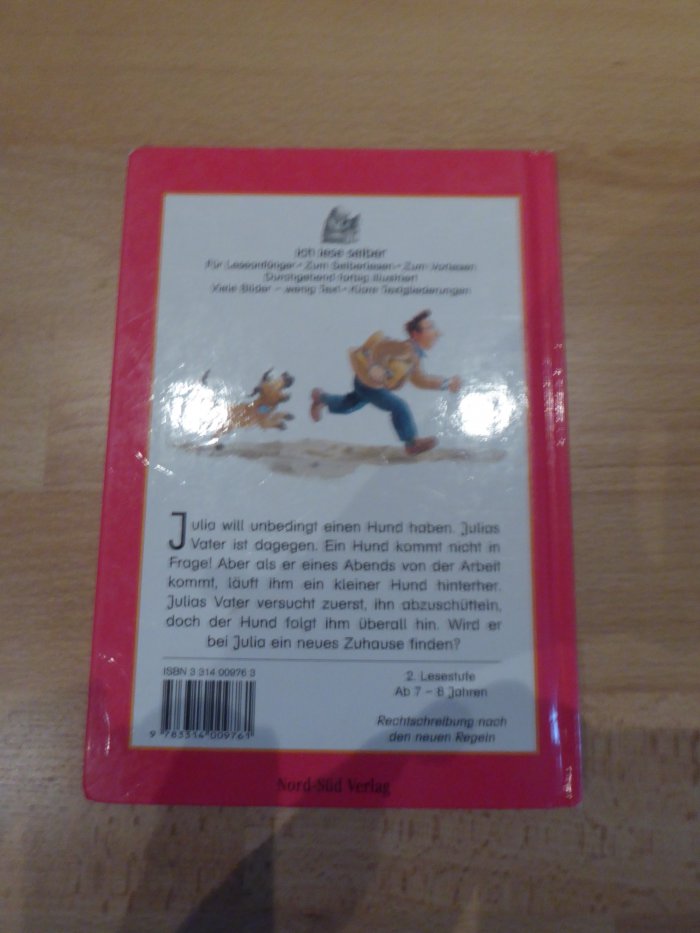 Ich lese selber
Für Leseanfänger • Zum Selberlesen • Zum Vorlesen
Durchgehend farbig illustriert
Viele Bilder – wenig Text • Klare Textgliederungen
Julia will unbedingt einen Hund haben. Julias
Vater ist dagegen. Ein Hund kommt nicht in
Frage! Aber als er eines Abends von der Arbeit
kommt, läuft ihm ein kleiner Hund hinterher.
Julias Vater versucht zuerst, ihn abzuschütteln,
doch der Hund folgt ihm überall hin. Wird er
bei Julia ein neues Zuhause finden?
ISBN 3 314 00976 3
9 783314 009761
2. Lesestufe
Ab 7 – 8 Jahren
Rechtschreibung nach
den neuen Regeln
Nord-Süd Verlag